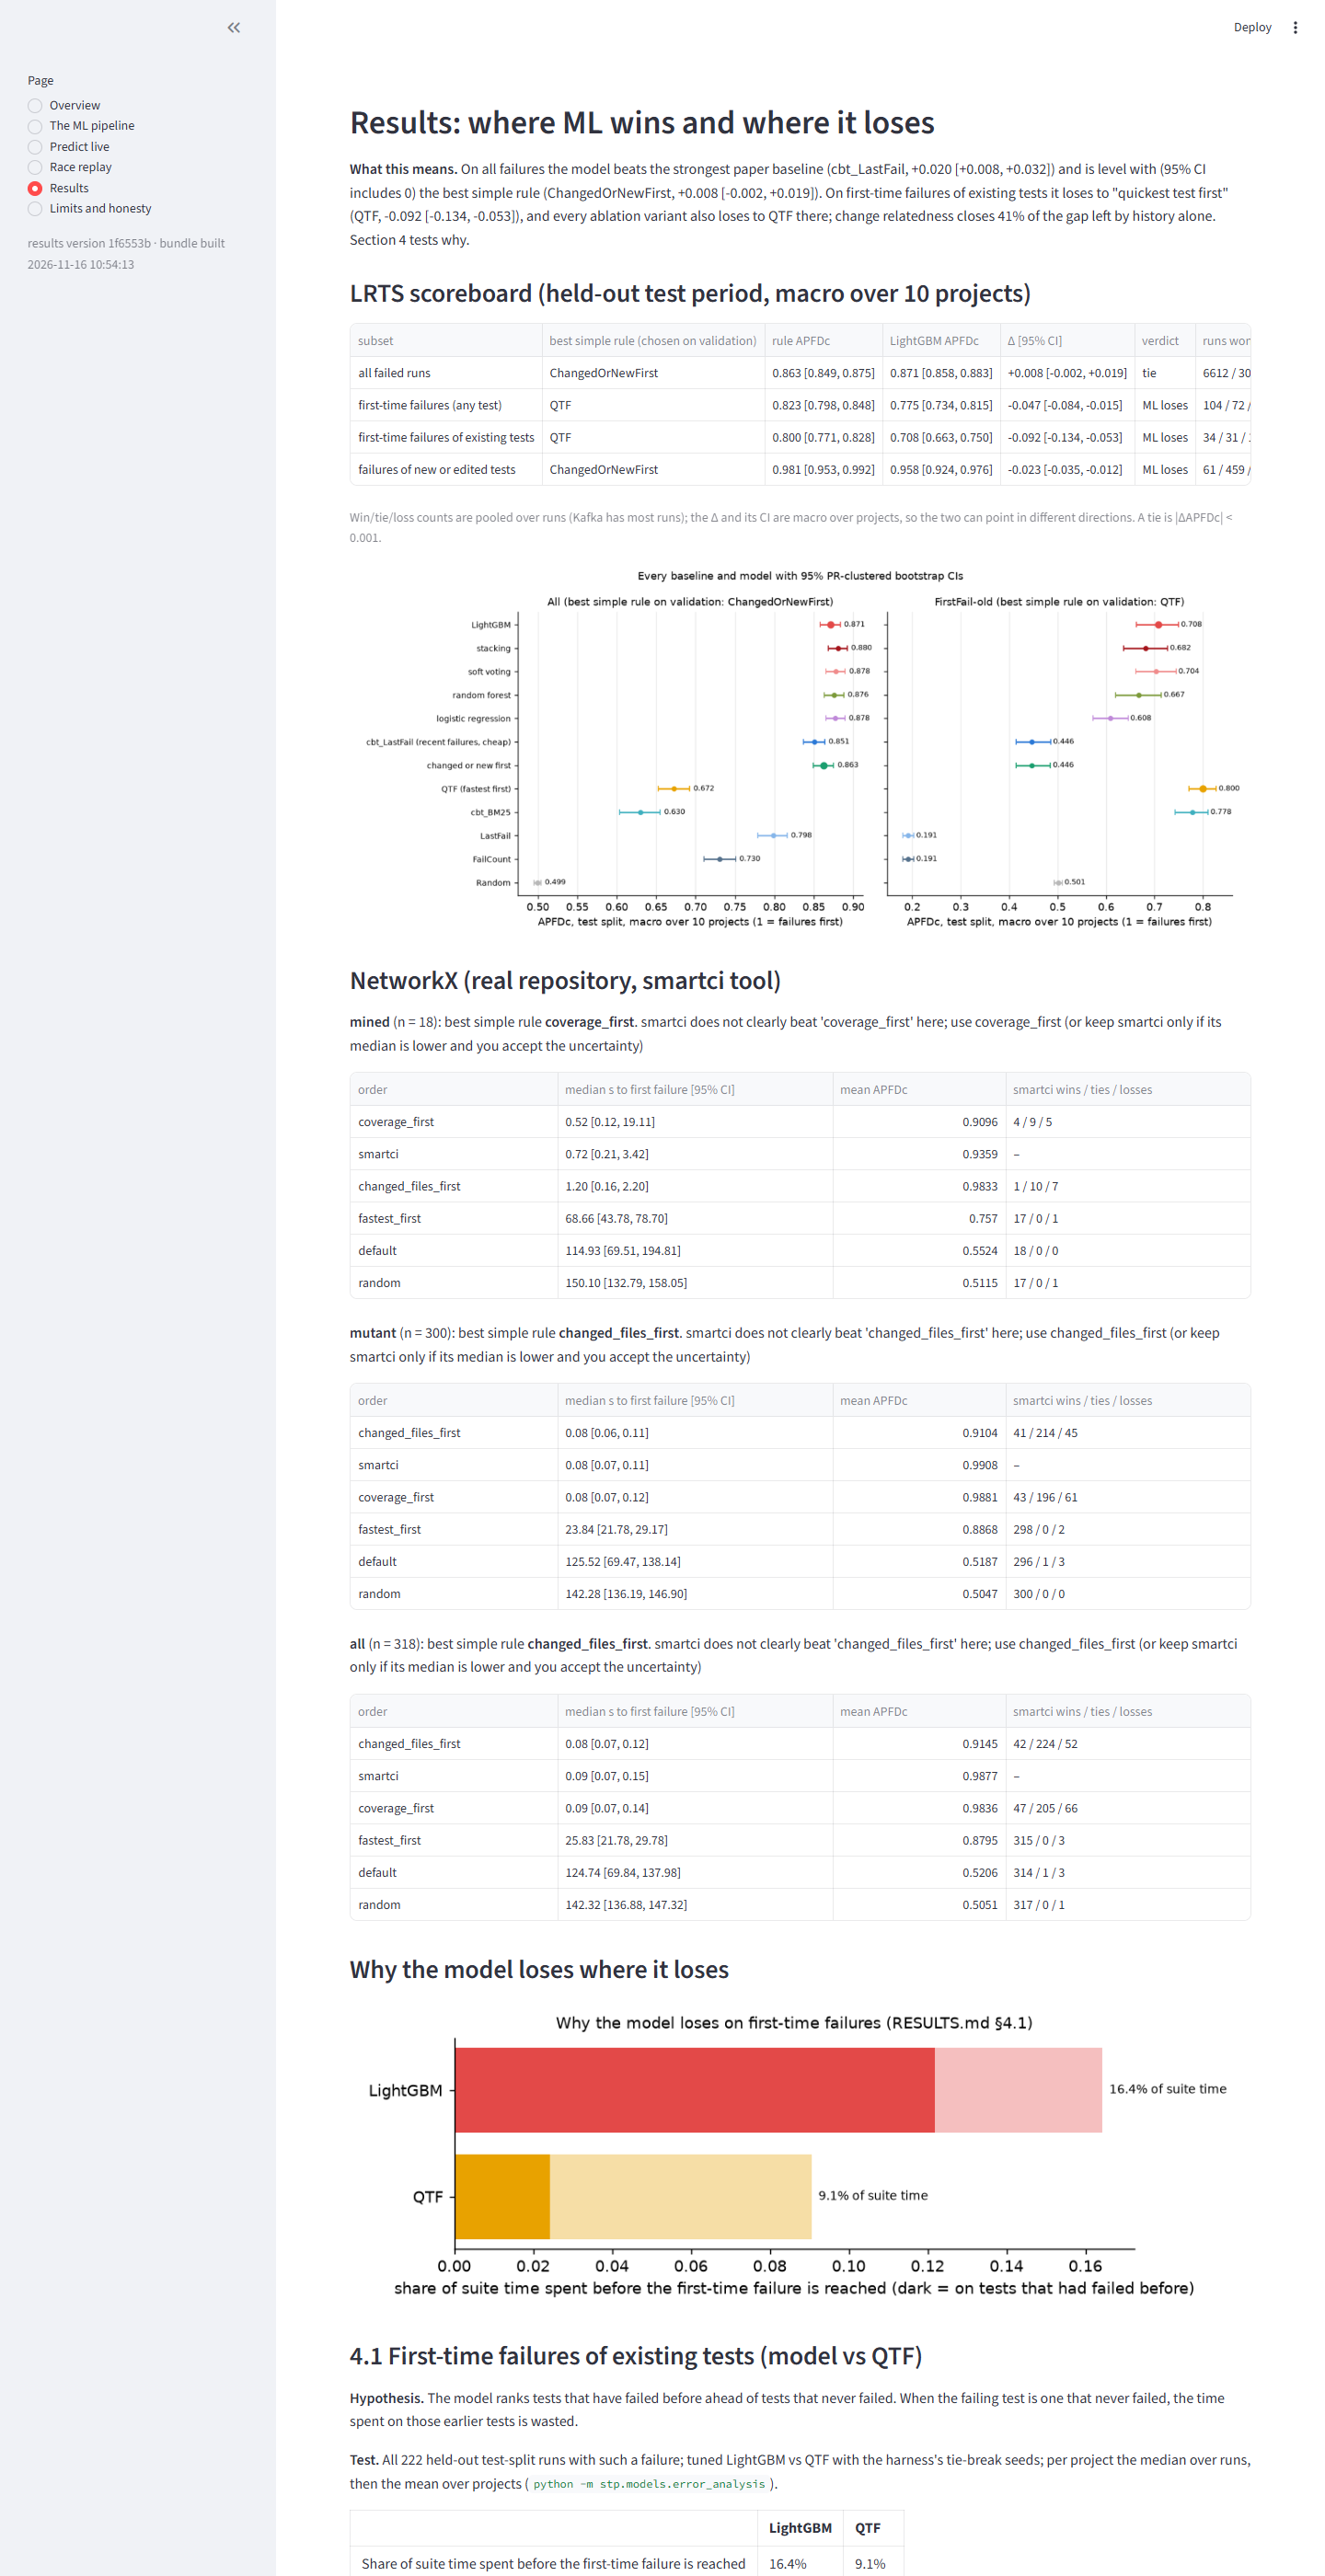 Deploy
Page
Overview
The ML pipeline
Predict live
Race replay
Results
Limits and honesty
results version 1f6553b · bundle built
2026-11-16 10:54:13
Results: where ML wins and where it loses
What this means. On all failures the model beats the strongest paper baseline (cbt_LastFail, +0.020 [+0.008, +0.032]) and is level with (95% CI
includes 0) the best simple rule (ChangedOrNewFirst, +0.008 [-0.002, +0.019]). On first-time failures of existing tests it loses to "quickest test first"
(QTF, -0.092 [-0.134, -0.053]), and every ablation variant also loses to QTF there; change relatedness closes 41% of the gap left by history alone.
Section 4 tests why.
LRTS scoreboard (held-out test period, macro over 10 projects)
subset best simple rule (chosen on validation) rule APFDc LightGBM APFDc Δ [95% CI] verdict runs wor
all failed runs ChangedOrNewFirst 0.863 [0.849, 0.875] 0.871 [0.858, 0.883] +0.008 [-0.002, +0.019] tie 6612 / 30
first-time failures (any test) QTF 0.823 [0.798, 0.848] 0.775 [0.734, 0.815] -0.047 [-0.084, -0.015] ML loses 104 / 72 /
first-time failures of existing tests QTF 0.800 [0.771, 0.828] 0.708 [0.663, 0.750] -0.092 [-0.134, -0.053] ML loses 34 / 31 /
failures of new or edited tests ChangedOrNewFirst 0.981 [0.953, 0.992] 0.958 [0.924, 0.976] -0.023 [-0.035, -0.012] ML loses 61 / 459 /
Win/tie/loss counts are pooled over runs (Kafka has most runs); the Δ and its CI are macro over projects, so the two can point in different directions. A tie is |ΔAPFDc| <
0.001.
Every baseline and model with 95% PR-clustered bootstrap CIs
All (best simple rule on validation: ChangedOrNewFirst) FirstFail-old (best simple rule on validation: QTF)
LightGBM 0.871 0.708
stacking 0.880 0.682
soft voting 0.878 0.704
random forest 0.876 0.667
logistic regression 0.878 0.608
cbt_LastFail (recent failures, cheap) 0.851 0.446
changed or new first 0.863 0.446
QTF (fastest first) 0.672 0.800
cbt_BM25 0.630 0.778
LastFail 0.798 0.191
FailCount 0.730 0.191
Random 0.499 0.501
0.50 0.55 0.60 0.65 0.70 0.75 0.80 0.85 0.90 0.2 0.3 0.4 0.5 0.6 0.7 0.8
APFDc, test split, macro over 10 projects (1 = failures first) APFDc, test split, macro over 10 projects (1 = failures first)
NetworkX (real repository, smartci tool)
mined (n = 18): best simple rule coverage_first. smartci does not clearly beat 'coverage_first' here; use coverage_first (or keep smartci only if its
median is lower and you accept the uncertainty)
order median s to first failure [95% CI] mean APFDc smartci wins / ties / losses
coverage_first 0.52 [0.12, 19.11] 0.9096 4 / 9 / 5
smartci 0.72 [0.21, 3.42] 0.9359 –
changed_files_first 1.20 [0.16, 2.20] 0.9833 1 / 10 / 7
fastest_first 68.66 [43.78, 78.70] 0.757 17 / 0 / 1
default 114.93 [69.51, 194.81] 0.5524 18 / 0 / 0
random 150.10 [132.79, 158.05] 0.5115 17 / 0 / 1
mutant (n = 300): best simple rule changed_files_first. smartci does not clearly beat 'changed_files_first' here; use changed_files_first (or keep
smartci only if its median is lower and you accept the uncertainty)
order median s to first failure [95% CI] mean APFDc smartci wins / ties / losses
changed_files_first 0.08 [0.06, 0.11] 0.9104 41 / 214 / 45
smartci 0.08 [0.07, 0.11] 0.9908 –
coverage_first 0.08 [0.07, 0.12] 0.9881 43 / 196 / 61
fastest_first 23.84 [21.78, 29.17] 0.8868 298 / 0 / 2
default 125.52 [69.47, 138.14] 0.5187 296 / 1 / 3
random 142.28 [136.19, 146.90] 0.5047 300 / 0 / 0
all (n = 318): best simple rule changed_files_first. smartci does not clearly beat 'changed_files_first' here; use changed_files_first (or keep smartci
only if its median is lower and you accept the uncertainty)
order median s to first failure [95% CI] mean APFDc smartci wins / ties / losses
changed_files_first 0.08 [0.07, 0.12] 0.9145 42 / 224 / 52
smartci 0.09 [0.07, 0.15] 0.9877 –
coverage_first 0.09 [0.07, 0.14] 0.9836 47 / 205 / 66
fastest_first 25.83 [21.78, 29.78] 0.8795 315 / 0 / 3
default 124.74 [69.84, 137.98] 0.5206 314 / 1 / 3
random 142.32 [136.88, 147.32] 0.5051 317 / 0 / 1
Why the model loses where it loses
Why the model loses on first-time failures (RESULTS.md §4.1)
LightGBM 16.4% of suite time
QTF 9.1% of suite time
0.00 0.02 0.04 0.06 0.08 0.10 0.12 0.14 0.16
share of suite time spent before the first-time failure is reached (dark = on tests that had failed before)
4.1 First-time failures of existing tests (model vs QTF)
Hypothesis. The model ranks tests that have failed before ahead of tests that never failed. When the failing test is one that never failed, the time
spent on those earlier tests is wasted.
Test. All 222 held-out test-split runs with such a failure; tuned LightGBM vs QTF with the harness's tie-break seeds; per project the median over runs,
then the mean over projects ( python -m stp.models.error_analysis ).
LightGBM QTF
Share of suite time spent before the first-time failure is reached 16.4% 9.1%